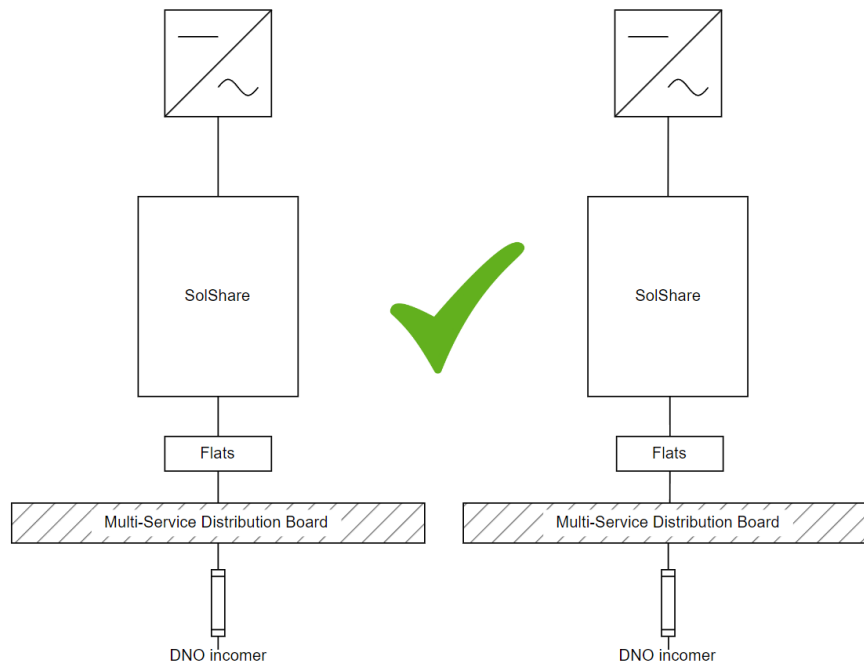 SolShare
SolShare
Flats
Flats
Multi-Service Distribution Board
Multi-Service Distribution Board
DNO incomer
DNO incomer